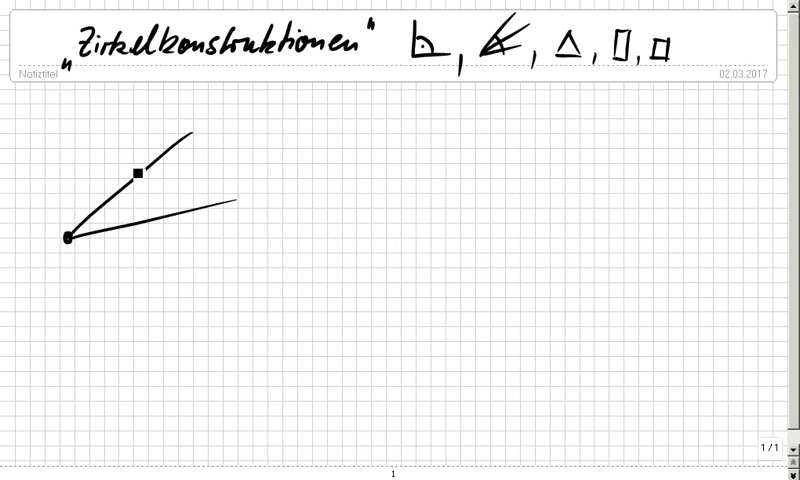 „Zirkelkonstruktionen“ , , , ,
Notiztitel 02.03.2017
1/1
1